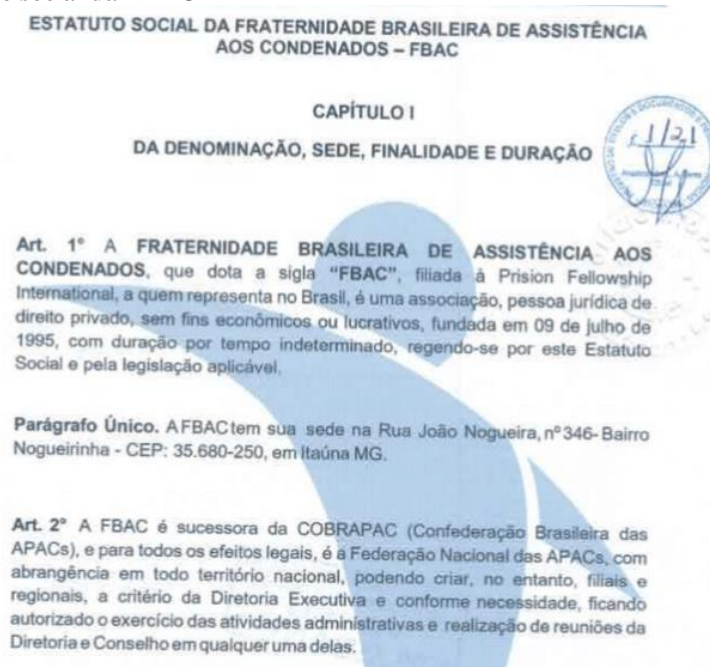 ESTATUTO SOCIAL DA FRATERNIDADE BRASILEIRA DE ASSISTÊNCIA
AOS CONDENADOS – FBAC
CAPÍTULO I
DA DENOMINAÇÃO, SEDE, FINALIDADE E DURAÇÃO
1/21
Art. 1º A FRATERNIDADE BRASILEIRA DE ASSISTÊNCIA AOS
CONDENADOS, que dota a sigla “FBAC”, filiada à Prision Fellowship
International, a quem representa no Brasil, é uma associação, pessoa jurídica de
direito privado, sem fins econômicos ou lucrativos, fundada em 09 de julho de
1995, com duração por tempo indeterminado, regendo-se por este Estatuto
Social e pela legislação aplicável.
Parágrafo Único. A FBAC tem sua sede na Rua João Nogueira, nº 346- Bairro
Nogueirinha - CEP: 35.680-250, em Itaúna MG.
Art. 2º A FBAC é sucessora da COBRAPAC (Confederação Brasileira das
APACs), e para todos os efeitos legais, é a Federação Nacional das APACs, com
abrangência em todo território nacional, podendo criar, no entanto, filiais e
regionais, a critério da Diretoria Executiva e conforme necessidade, ficando
autorizado o exercício das atividades administrativas e realização de reuniões da
Diretoria e Conselho em qualquer uma delas.